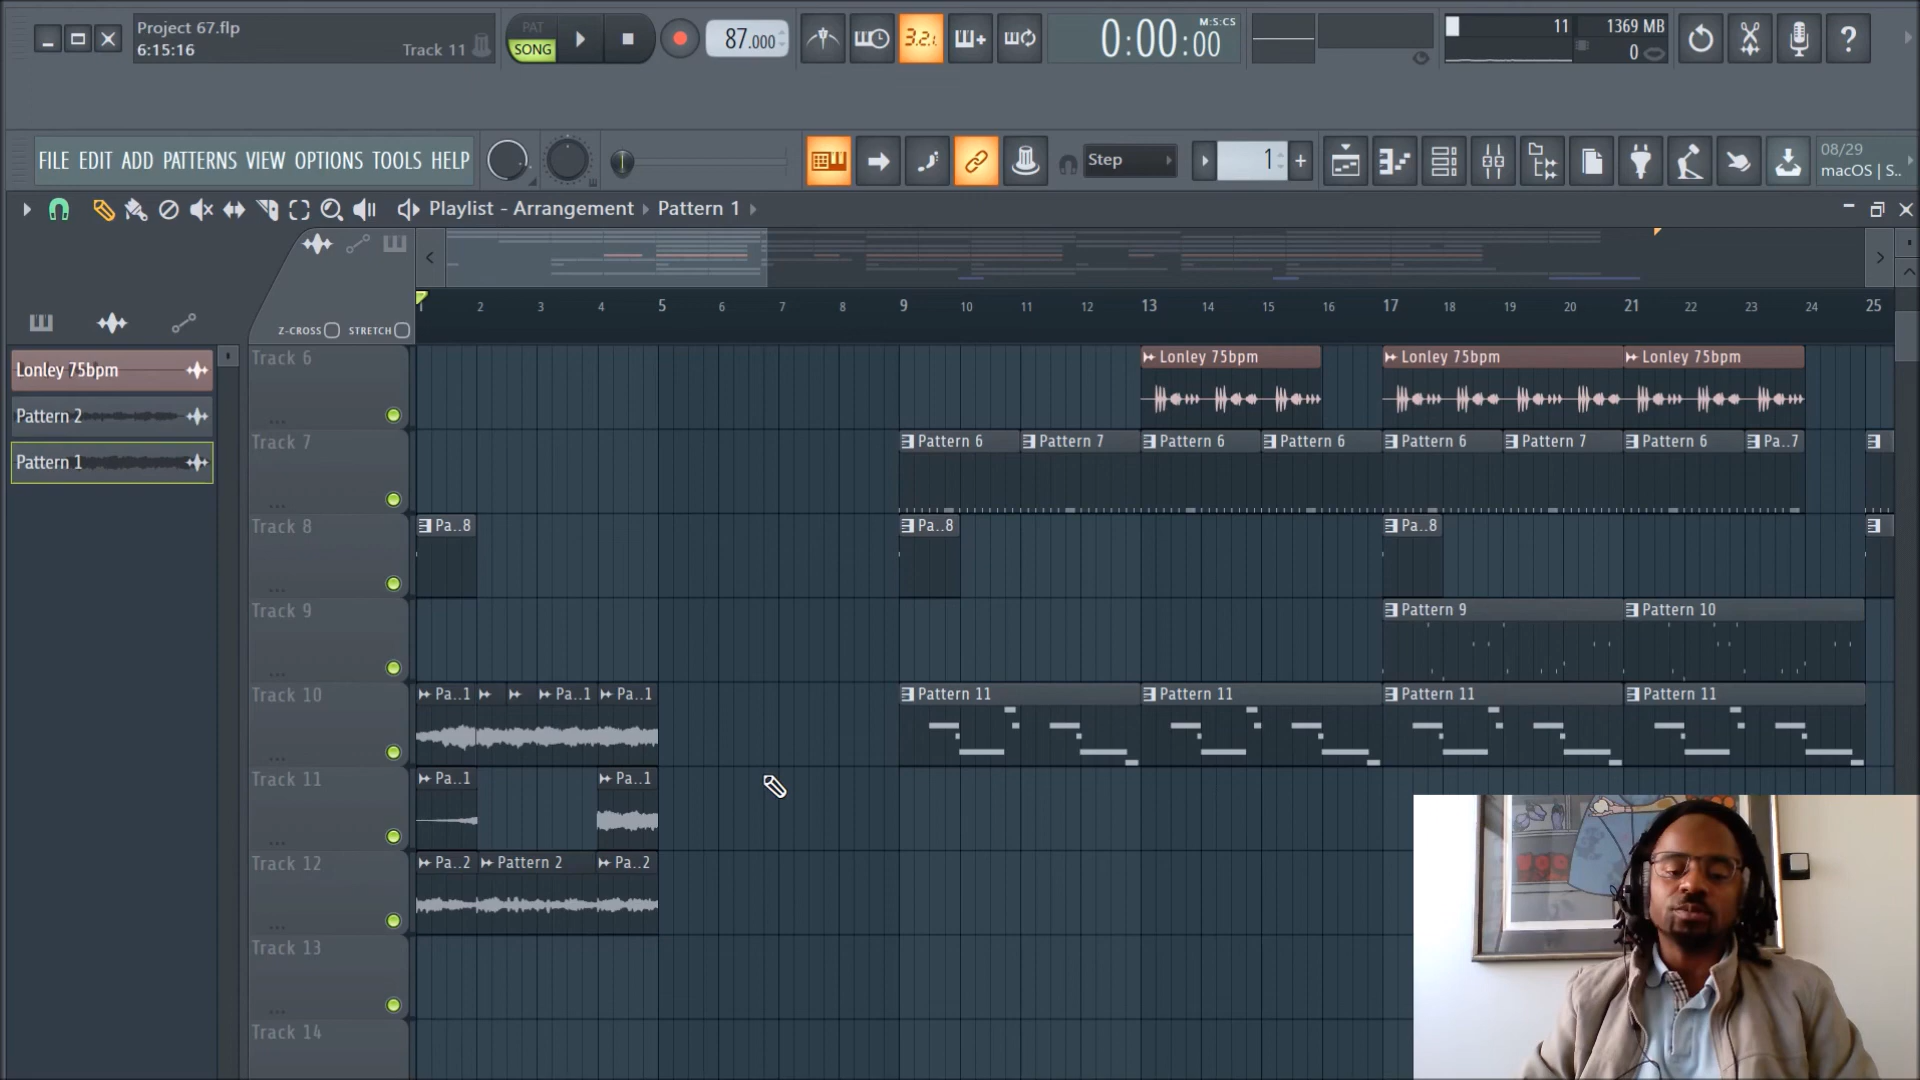 Project 67.flp
6:15:16
Track 11
PAT
SONG
87.000
3.2.
M:S:CS
0:00:00
11
1369 MB
0
?
FILE EDIT ADD PATTERNS VIEW OPTIONS TOOLS HELP
Step
1
+
08/29
macOS | S..
Playlist - Arrangement
Pattern 1
Z-CROSS
STRETCH
1 2 3 4 5 6 7 8 9 10 11 12 13 14 15 16 17 18 19 20 21 22 23 24 25
Lonley 75bpm
Pattern 2
Pattern 1
Track 6
Lonley 75bpm
Lonley 75bpm
Lonley 75bpm
Track 7
Pattern 6
Pattern 7
Pattern 6
Pattern 6
Pattern 6
Pattern 7
Pattern 6
Pa..7
Track 8
Pa..8
Pa..8
Pa..8
Track 9
Pattern 9
Pattern 10
Track 10
Pa..1
Pa..1
Pa..1
Pattern 11
Pattern 11
Pattern 11
Pattern 11
Track 11
Pa..1
Pa..1
Track 12
Pa..2
Pattern 2
Pa..2
Track 13
Track 14